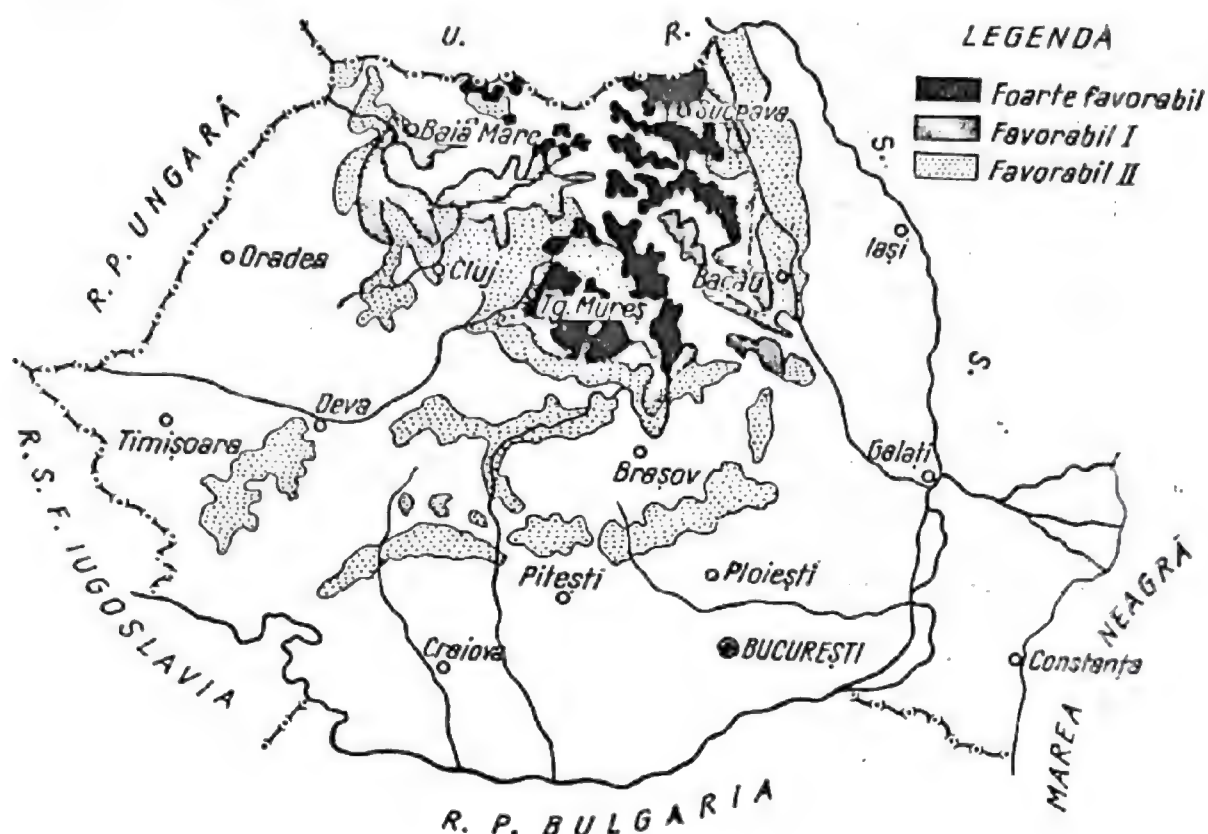 U. R. S. S.
LEGENDĂ
Foarte favorabil
Favorabil I
Favorabil II
R. P. UNGARĂ
Baia Mare
Suceava
Iași
Oradea
Cluj
Bacău
Tg. Mureș
Deva
Timișoara
Brașov
Galați
R. S. F. IUGOSLAVIA
Pitești
Ploiești
Craiova
BUCUREȘTI
Constanța
MAREA NEAGRĂ
R. P. BULGARIA